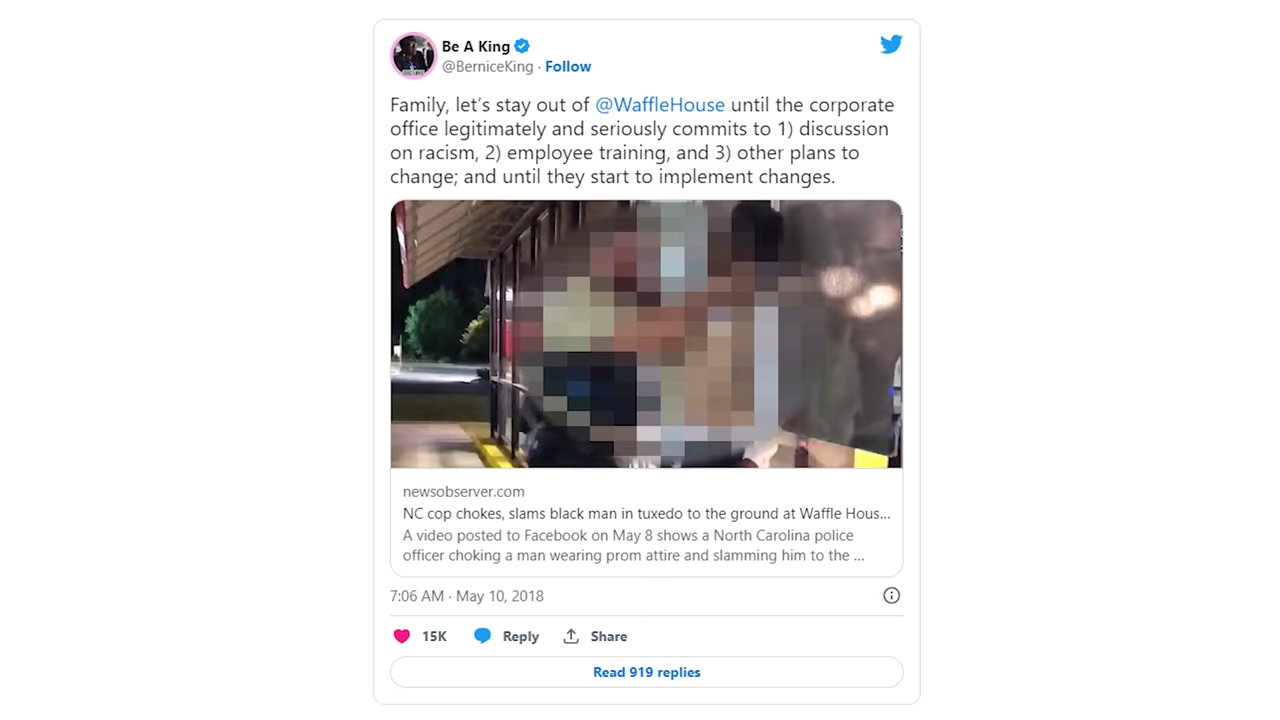 Be A King
@BerniceKing · Follow
Family, let’s stay out of @WaffleHouse until the corporate
office legitimately and seriously commits to 1) discussion
on racism, 2) employee training, and 3) other plans to
change; and until they start to implement changes.
newsobserver.com
NC cop chokes, slams black man in tuxedo to the ground at Waffle Hous...
A video posted to Facebook on May 8 shows a North Carolina police
officer choking a man wearing prom attire and slamming him to the ...
7:06 AM · May 10, 2018
15K Reply Share
Read 919 replies